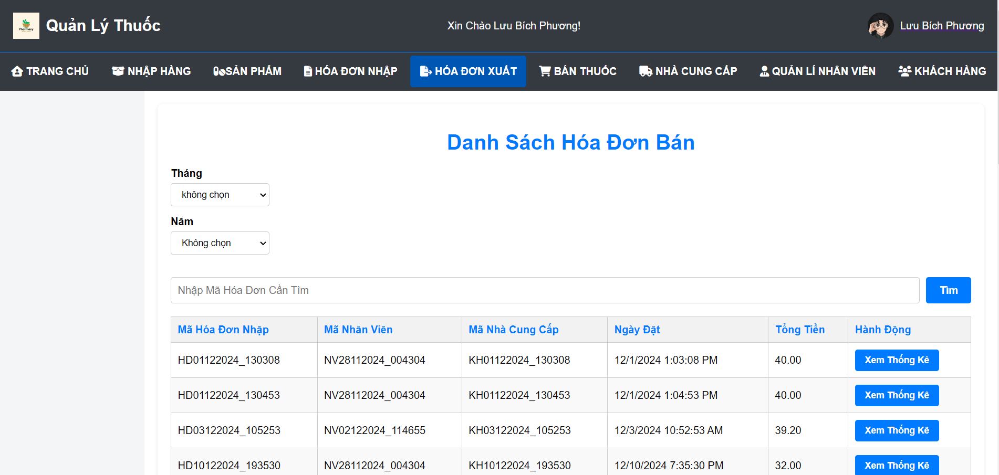 Pharmacy
Quản Lý Thuốc
Xin Chào Lưu Bích Phương!
Lưu Bích Phương
TRANG CHỦ NHẬP HÀNG SẢN PHẨM HÓA ĐƠN NHẬP HÓA ĐƠN XUẤT BÁN THUỐC NHÀ CUNG CẤP QUẢN LÍ NHÂN VIÊN KHÁCH HÀNG
Danh Sách Hóa Đơn Bán
Tháng
không chọn
Năm
Không chọn
Nhập Mã Hóa Đơn Cần Tìm Tìm
Mã Hóa Đơn Nhập Mã Nhân Viên Mã Nhà Cung Cấp Ngày Đặt Tổng Tiền Hành Động
HD01122024_130308 NV28112024_004304 KH01122024_130308 12/1/2024 1:03:08 PM 40.00 Xem Thống Kê
HD01122024_130453 NV28112024_004304 KH01122024_130453 12/1/2024 1:04:53 PM 40.00 Xem Thống Kê
HD03122024_105253 NV02122024_114655 KH03122024_105253 12/3/2024 10:52:53 AM 39.20 Xem Thống Kê
HD10122024_193530 NV28112024_004304 KH10122024_193530 12/10/2024 7:35:30 PM 32.00 Xem Thống Kê